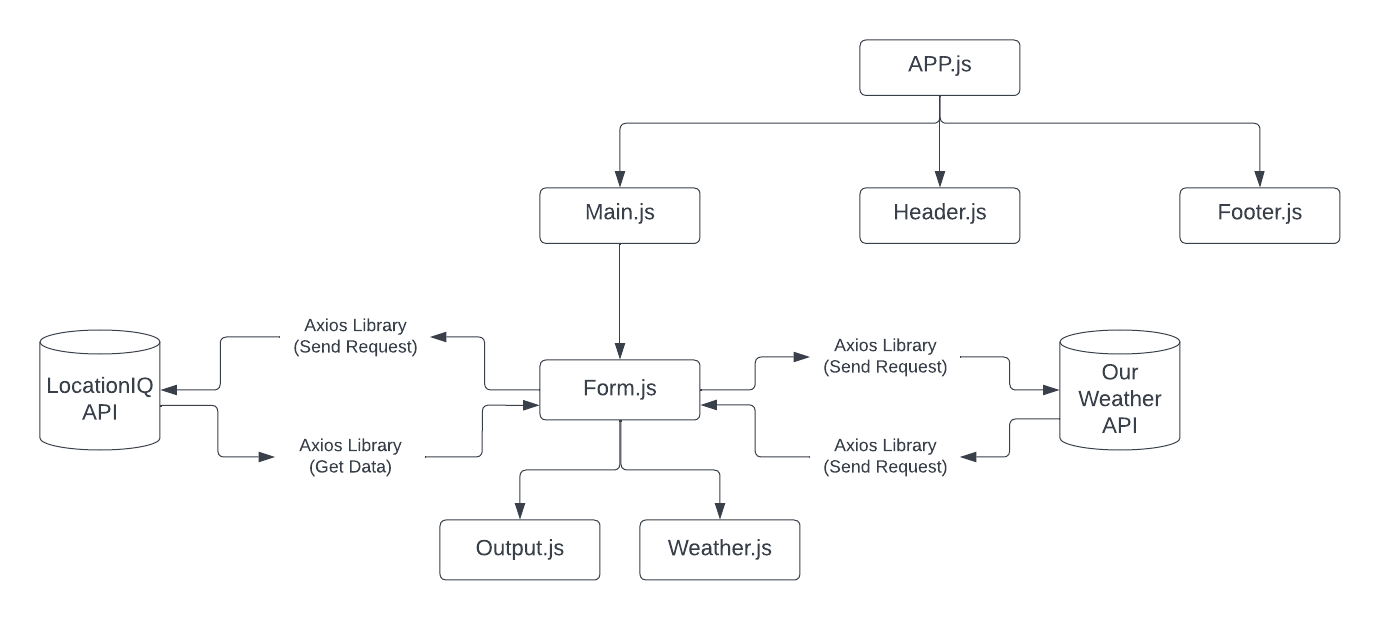 APP.js
Main.js
Header.js
Footer.js
Axios Library
(Send Request)
Axios Library
(Send Request)
LocationIQ
API
Form.js
Our
Weather
API
Axios Library
(Get Data)
Axios Library
(Send Request)
Output.js
Weather.js